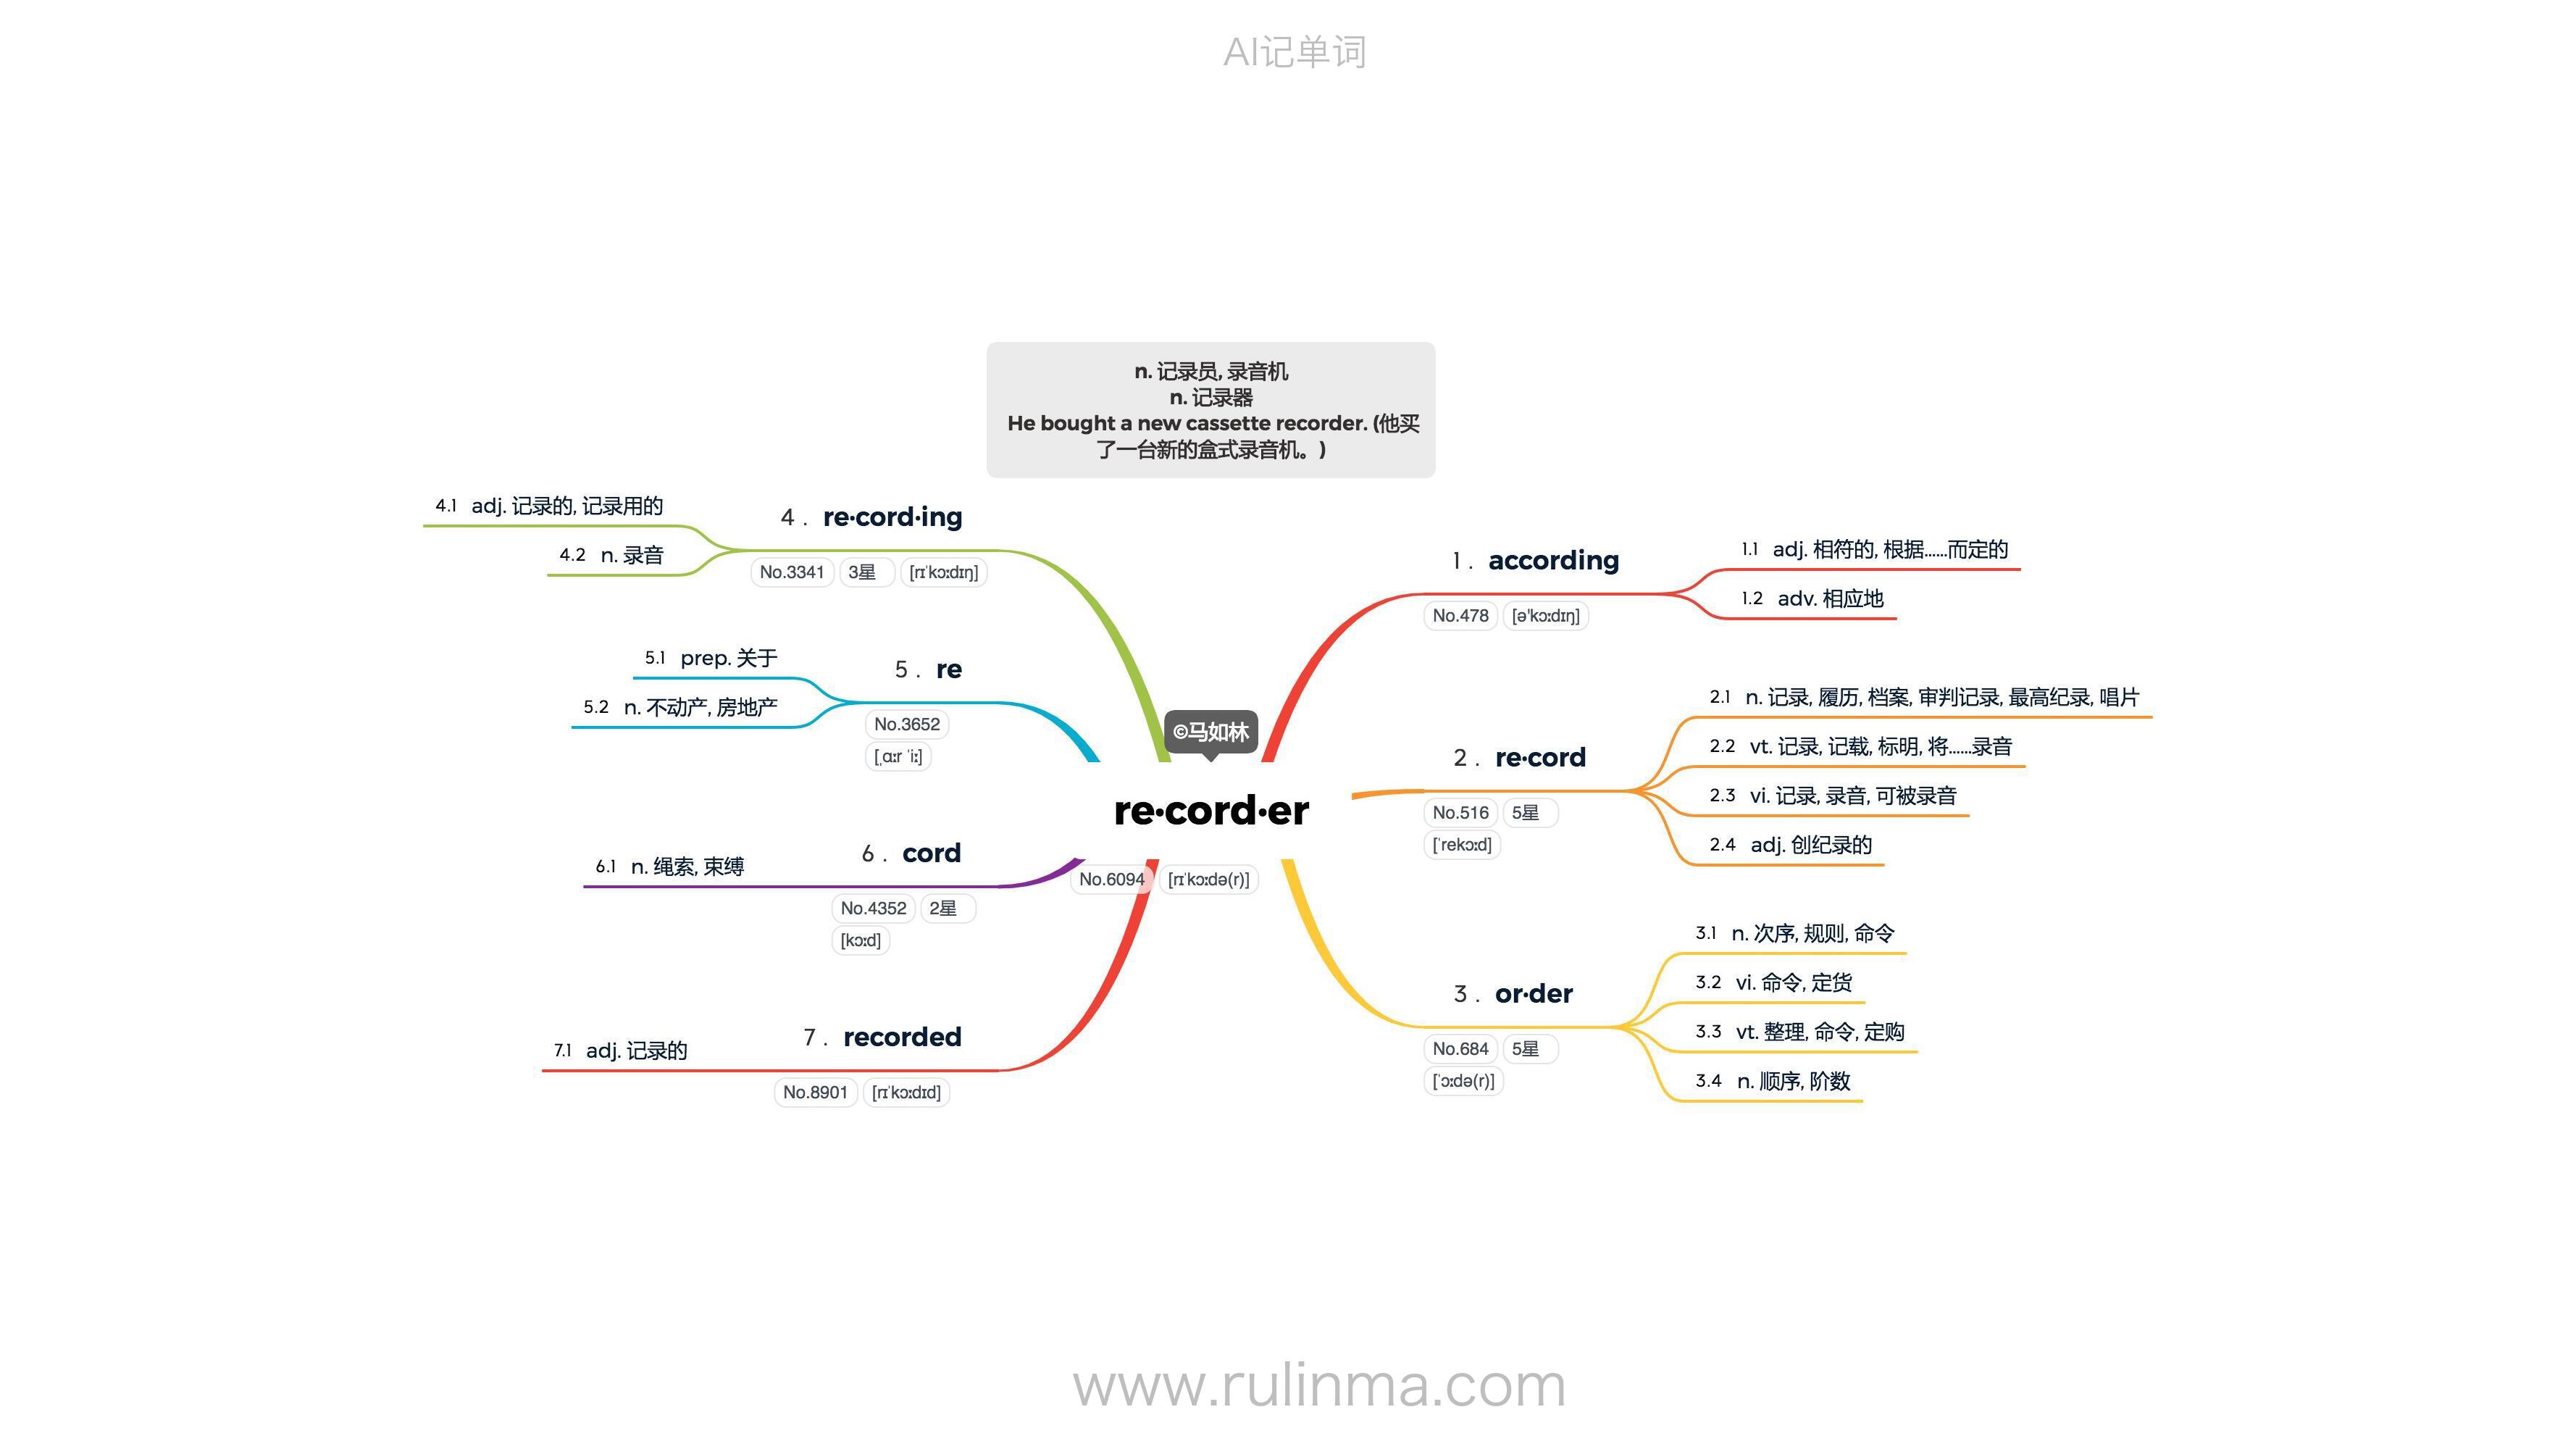 AI记单词
n. 记录员, 录音机
n. 记录器
He bought a new cassette recorder. (他买
了一台新的盒式录音机。)
©马如林
re·cord·er
No.6094 [rɪˈkɔːdə(r)]
1 . according
No.478 [ə'kɔːdɪŋ]
1.1 adj. 相符的, 根据……而定的
1.2 adv. 相应地
2 . re·cord
No.516 5星
[ˈrekɔːd]
2.1 n. 记录, 履历, 档案, 审判记录, 最高纪录, 唱片
2.2 vt. 记录, 记载, 标明, 将……录音
2.3 vi. 记录, 录音, 可被录音
2.4 adj. 创纪录的
3 . or·der
No.684 5星
[ˈɔːdə(r)]
3.1 n. 次序, 规则, 命令
3.2 vi. 命令, 定货
3.3 vt. 整理, 命令, 定购
3.4 n. 顺序, 阶数
4 . re·cord·ing
No.3341 3星 [rɪˈkɔːdɪŋ]
4.1 adj. 记录的, 记录用的
4.2 n. 录音
5 . re
No.3652
[ˌɑːr ˈiː]
5.1 prep. 关于
5.2 n. 不动产, 房地产
6 . cord
No.4352 2星
[kɔːd]
6.1 n. 绳索, 束缚
7 . recorded
No.8901 [rɪˈkɔːdɪd]
7.1 adj. 记录的
www.rulinma.com